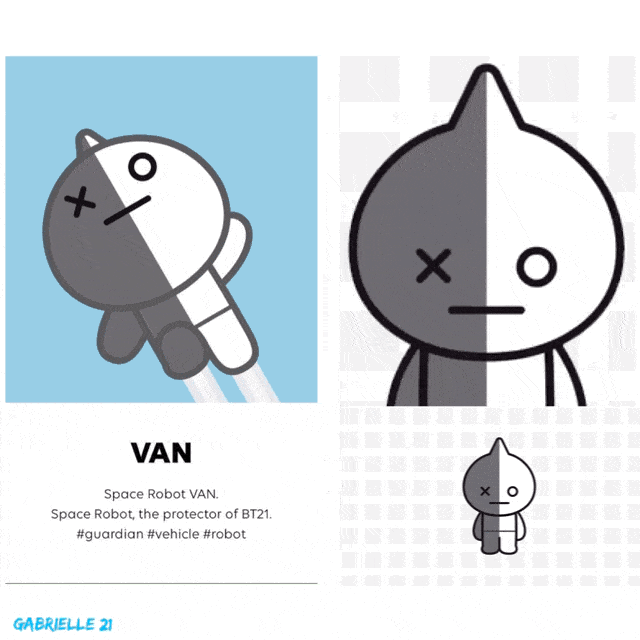 VAN
Space Robot VAN.
Space Robot, the protector of BT21.
#guardian #vehicle #robot
GABRIELLE 21